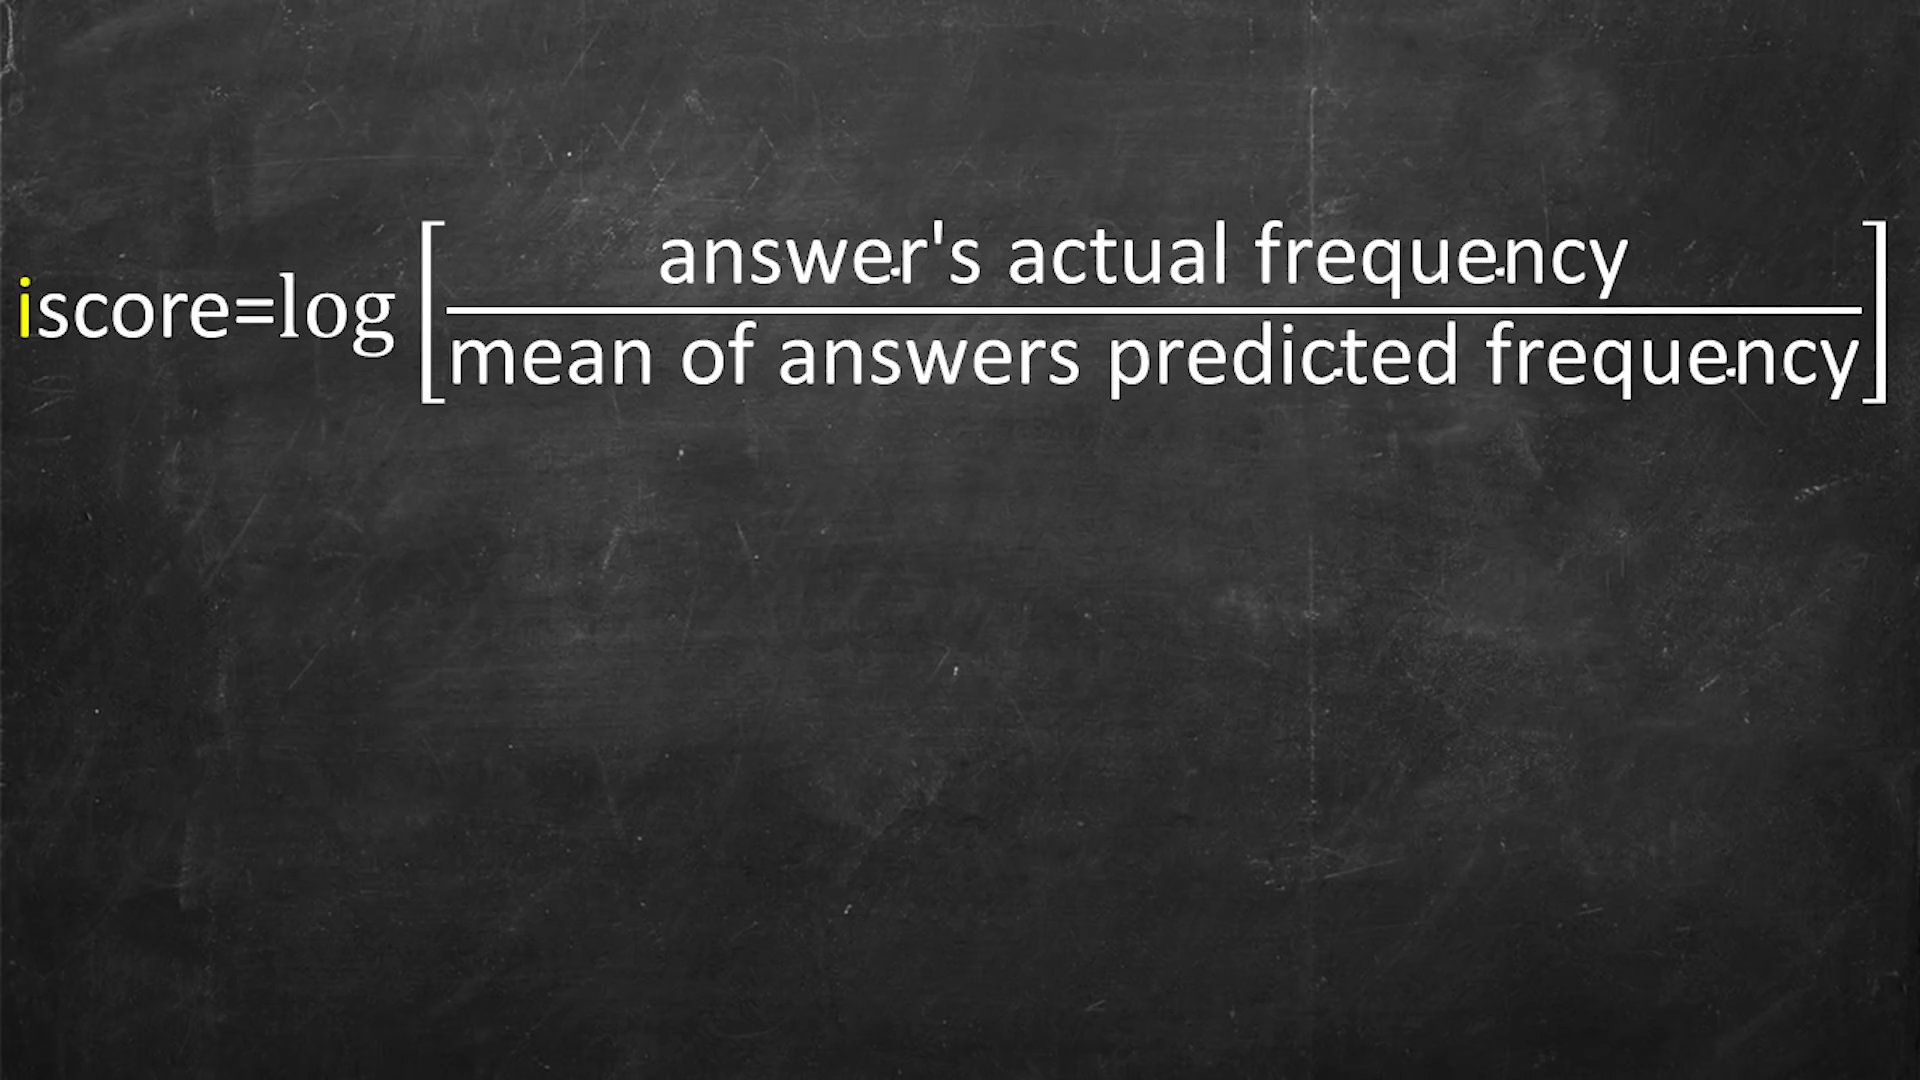 iscore=log [answer's actual frequency
mean of answers predicted frequency]